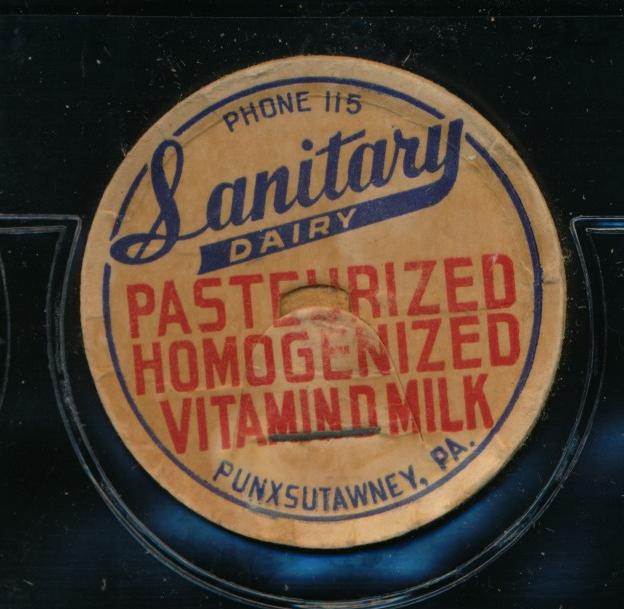 PHONE 115
Sanitary
DAIRY
PASTEURIZED
HOMOGENIZED
VITAMIN D MILK
PUNXSUTAWNEY, PA.